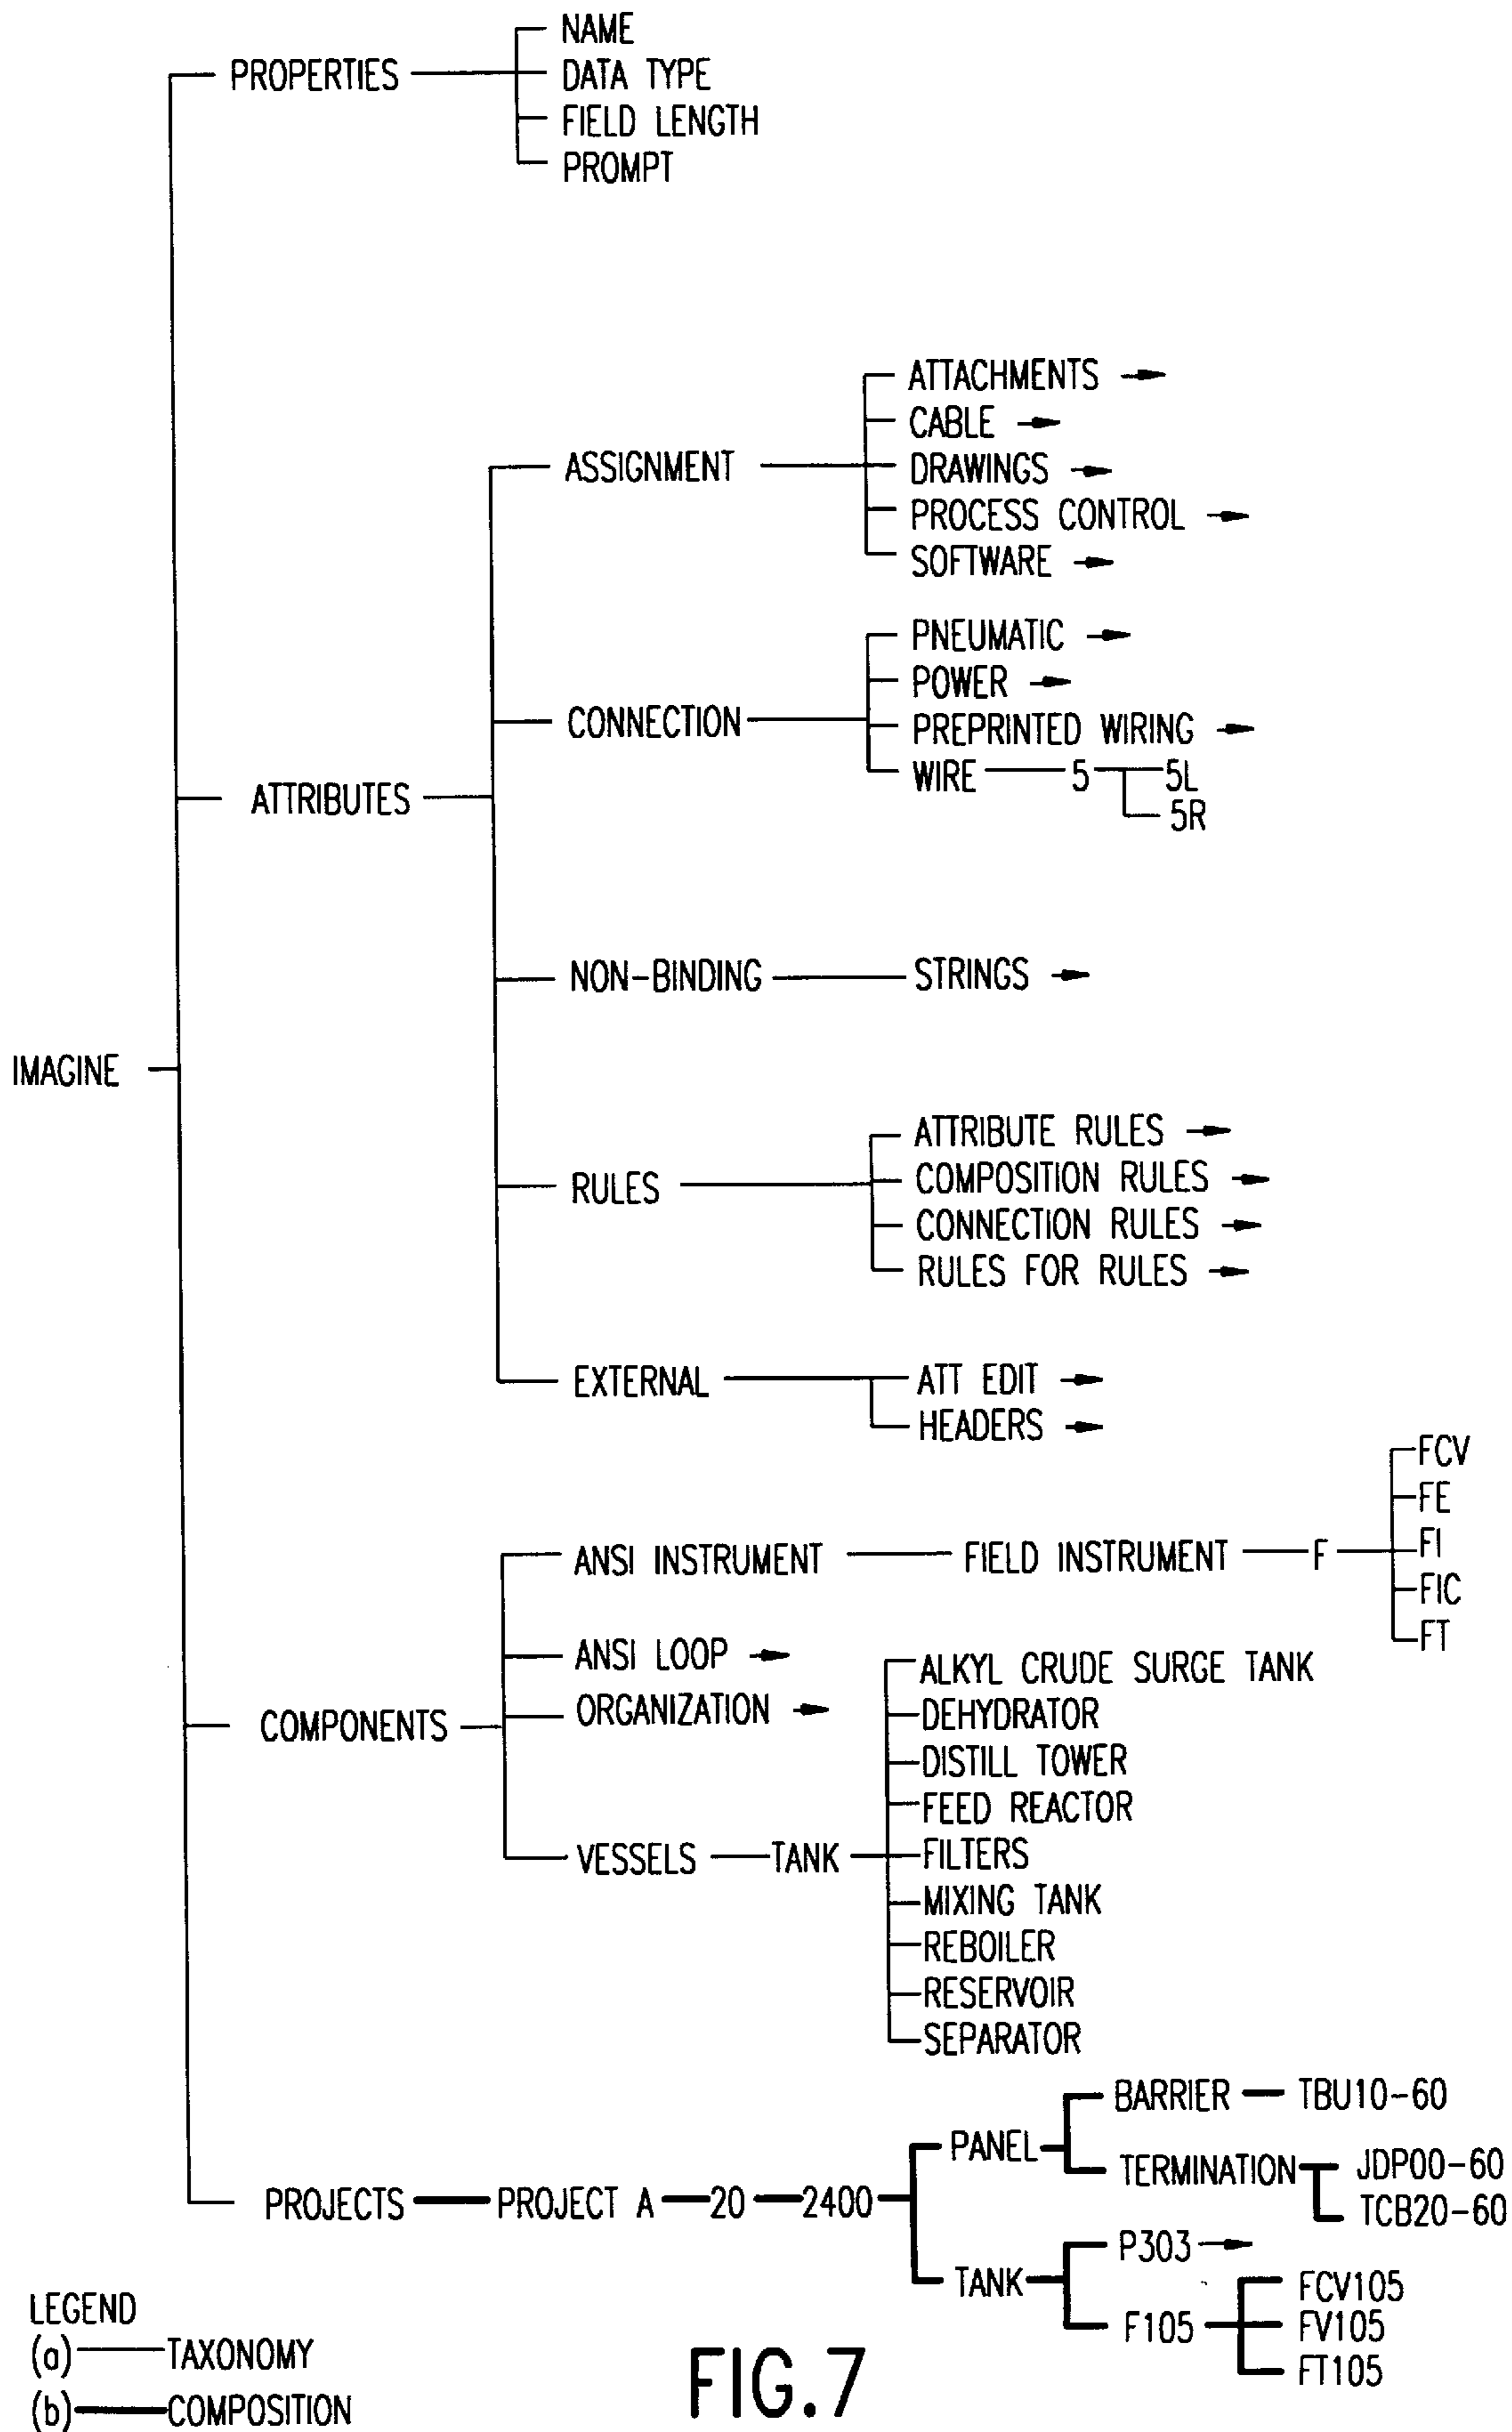 NAME
PROPERTIES
DATA TYPE
FIELD LENGTH
PROMPT
ATTACHMENTS
CABLE
ASSIGNMENT
DRAWINGS
PROCESS CONTROL
SOFTWARE
PNEUMATIC
POWER
CONNECTION
PREPRINTED WIRING
WIRE 5 5L
5R
ATTRIBUTES
NON-BINDING STRINGS
IMAGINE
ATTRIBUTE RULES
COMPOSITION RULES
RULES
CONNECTION RULES
RULES FOR RULES
EXTERNAL ATT EDIT
HEADERS
FCV
FE
ANSI INSTRUMENT FIELD INSTRUMENT F FI
FIC
FT
ANSI LOOP
ORGANIZATION
COMPONENTS
ALKYL CRUDE SURGE TANK
DEHYDRATOR
DISTILL TOWER
FEED REACTOR
VESSELS TANK FILTERS
MIXING TANK
REBOILER
RESERVOIR
SEPARATOR
BARRIER TBU10-60
PANEL
TERMINATION JDP00-60
TCB20-60
PROJECTS PROJECT A 20 2400
P303
TANK
FCV105
F105 FV105
FT105
LEGEND
(a) TAXONOMY
(b) COMPOSITION
FIG.7